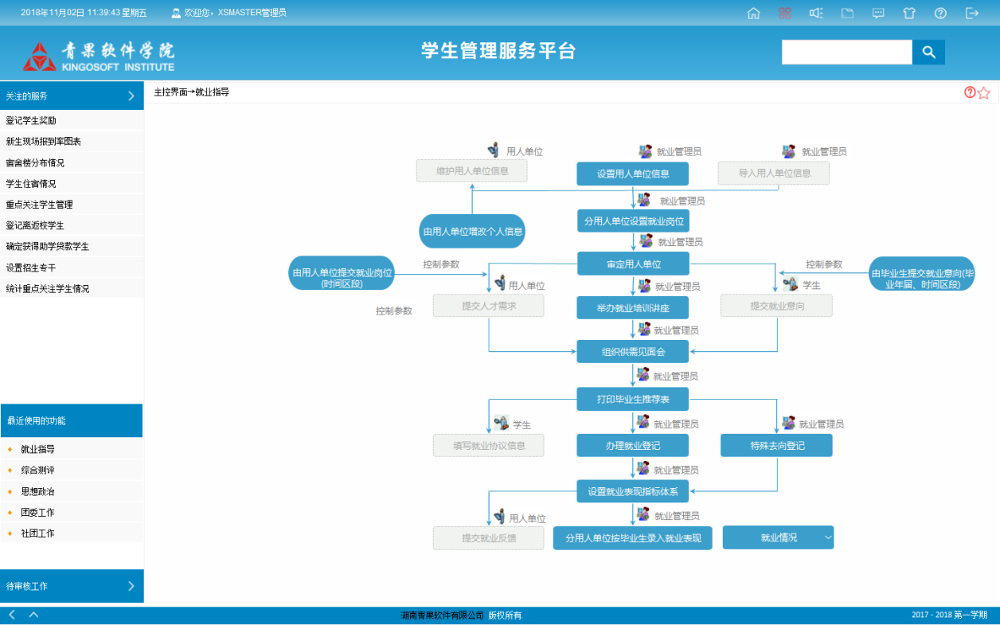 2018年11月02日 11:39:43 星期五
欢迎您，XSMASTER管理员
青果软件学院
KINGOSOFT INSTITUTE
学生管理服务平台
关注的服务
登记学生奖励
新生现场报到率图表
宿舍楼分布情况
学生住宿情况
重点关注学生管理
登记离返校学生
确定获得助学贷款学生
设置招生专干
统计重点关注学生情况
最近使用的功能
就业指导
综合测评
思想政治
团委工作
社团工作
待审核工作
主控界面→就业指导
用人单位
就业管理员
就业管理员
维护用人单位信息
设置用人单位信息
导入用人单位信息
就业管理员
由用人单位增改个人信息
分用人单位设置就业岗位
就业管理员
由用人单位提交就业岗位
(时间区段)
控制参数
审定用人单位
控制参数
由毕业生提交就业意向(毕
业年届、时间区段)
用人单位
就业管理员
学生
控制参数
提交人才需求
举办就业培训讲座
提交就业意向
就业管理员
组织供需见面会
就业管理员
打印毕业生推荐表
学生
就业管理员
就业管理员
填写就业协议信息
办理就业登记
特殊去向登记
就业管理员
设置就业表现指标体系
用人单位
就业管理员
提交就业反馈
分用人单位按毕业生录入就业表现
就业情况
湖南青果软件有限公司 版权所有
2017 - 2018 第一学期